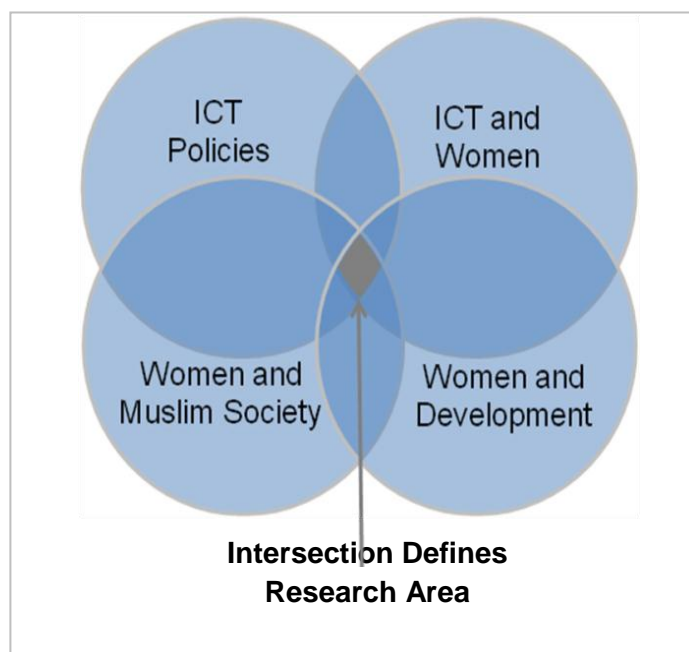 ICT
Policies
ICT and
Women
Women and
Muslim Society
Women and
Development
Intersection Defines
Research Area